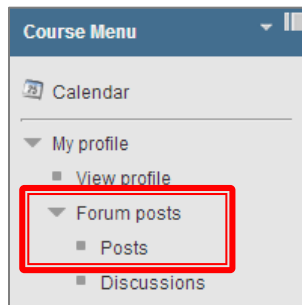 Course Menu
Calendar
My profile
View profile
Forum posts
Posts
Discussions